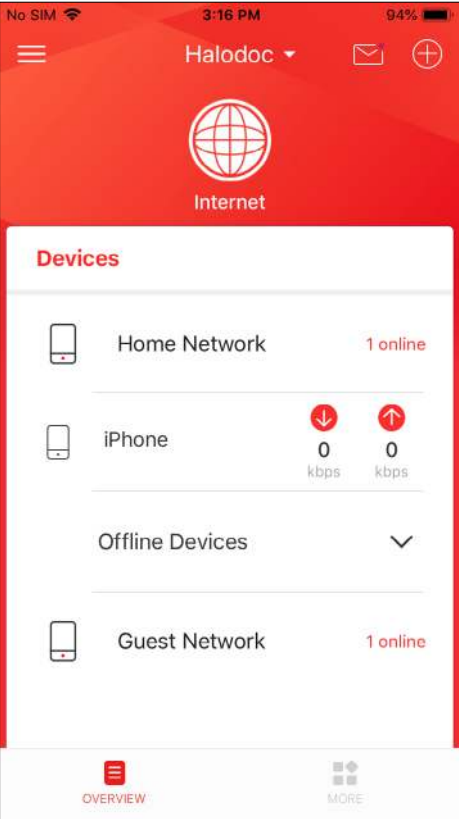 No SIM 3:16 PM 94%
Halodoc
Internet
Devices
Home Network 1 online
iPhone 0 0
kbps kbps
Offline Devices
Guest Network 1 online
OVERVIEW MORE